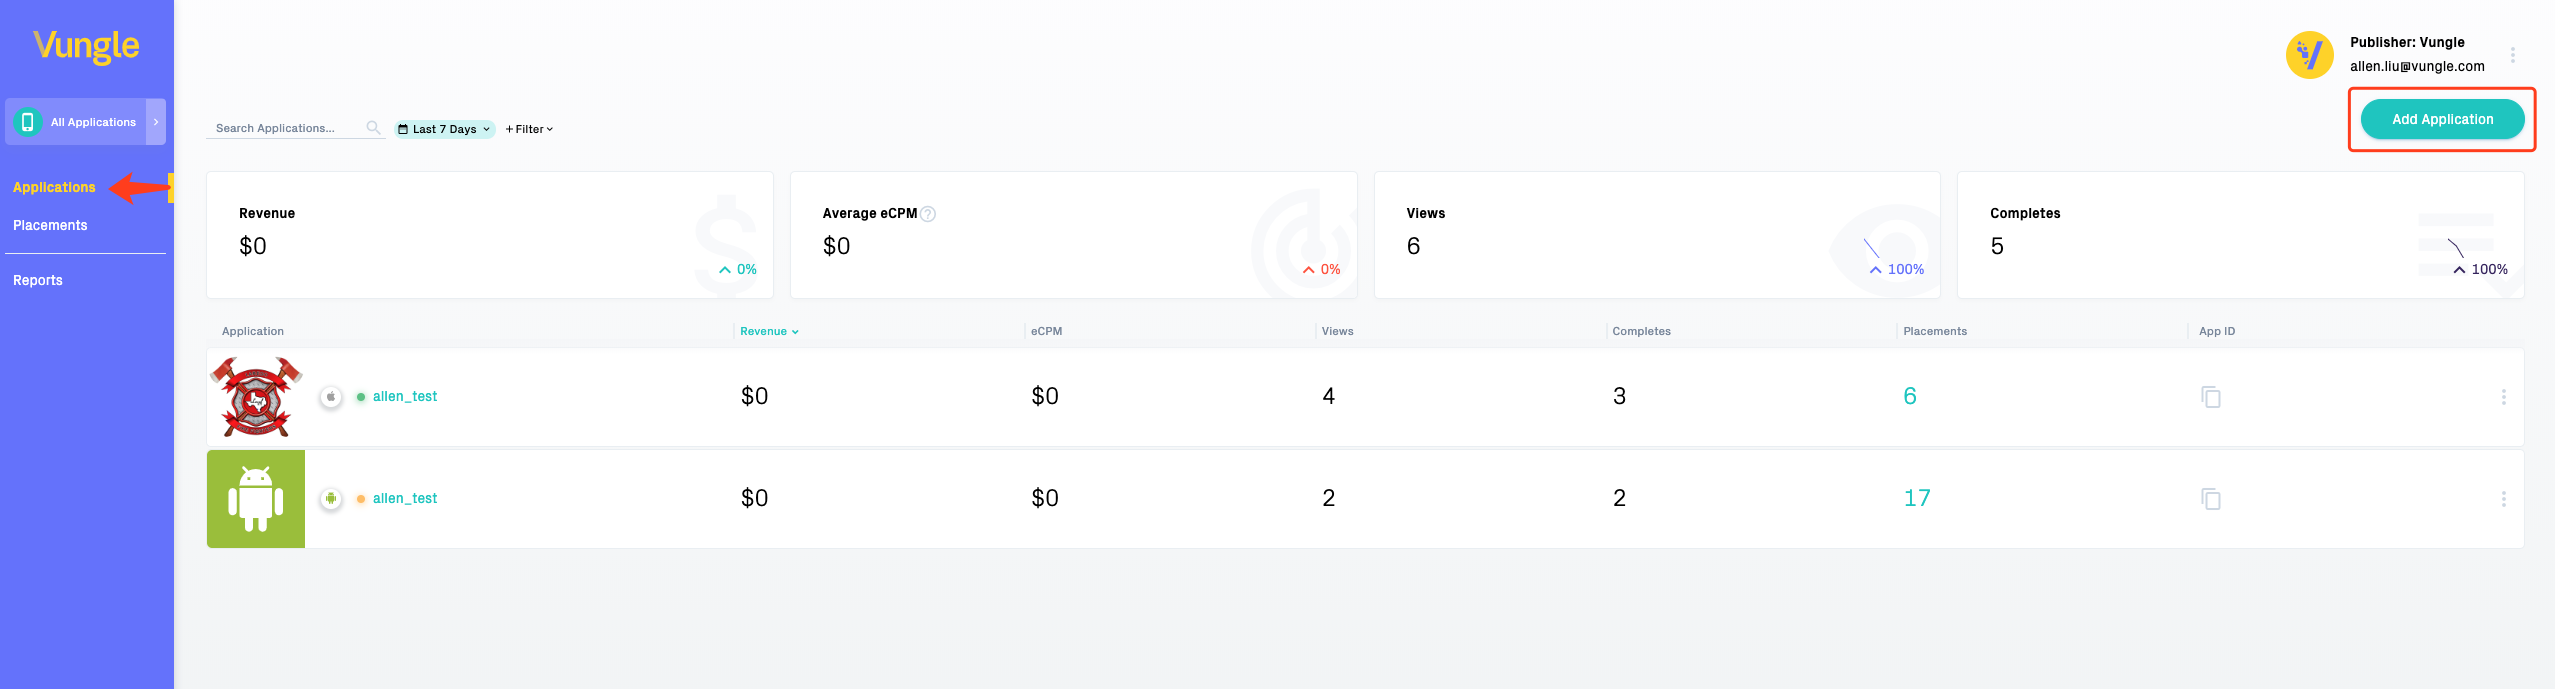 Vungle
All Applications
Applications
Placements
Reports
Publisher: Vungle
allen.liu@vungle.com
Search Applications...
Last 7 Days
+ Filter
Add Application
Revenue
$0
0%
Average eCPM ?
$0
0%
Views
6
100%
Completes
5
100%
Application Revenue eCPM Views Completes Placements App ID
allen_test $0 $0 4 3 6
allen_test $0 $0 2 2 17